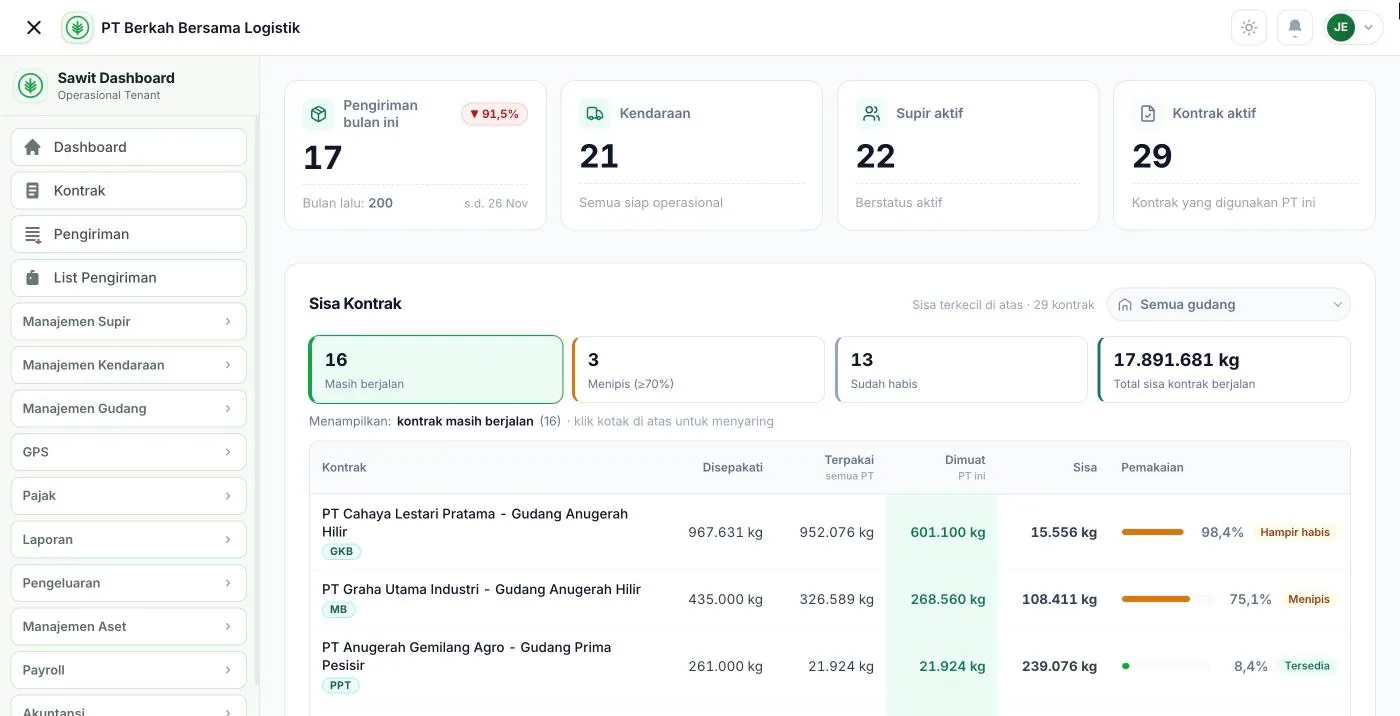 PT Berkah Bersama Logistik
JE
Sawit Dashboard
Operasional Tenant
Dashboard
Kontrak
Pengiriman
List Pengiriman
Manajemen Supir
Manajemen Kendaraan
Manajemen Gudang
GPS
Pajak
Laporan
Pengeluaran
Manajemen Aset
Payroll
Akuntansi
Pengiriman
bulan ini
▼ 91,5%
17
Bulan lalu: 200
s.d. 26 Nov
Kendaraan
21
Semua siap operasional
Supir aktif
22
Berstatus aktif
Kontrak aktif
29
Kontrak yang digunakan PT ini
Sisa Kontrak
Sisa terkecil di atas · 29 kontrak
Semua gudang
16
Masih berjalan
3
Menipis (≥70%)
13
Sudah habis
17.891.681 kg
Total sisa kontrak berjalan
Menampilkan: kontrak masih berjalan (16) · klik kotak di atas untuk menyaring
Kontrak
Disepakati
Terpakai
semua PT
Dimuat
PT ini
Sisa
Pemakaian
PT Cahaya Lestari Pratama - Gudang Anugerah
Hilir
GKB
967.631 kg
952.076 kg
601.100 kg
15.556 kg
98,4%
Hampir habis
PT Graha Utama Industri - Gudang Anugerah Hilir
MB
435.000 kg
326.589 kg
268.560 kg
108.411 kg
75,1%
Menipis
PT Anugerah Gemilang Agro - Gudang Prima
Pesisir
PPT
261.000 kg
21.924 kg
21.924 kg
239.076 kg
8,4%
Tersedia